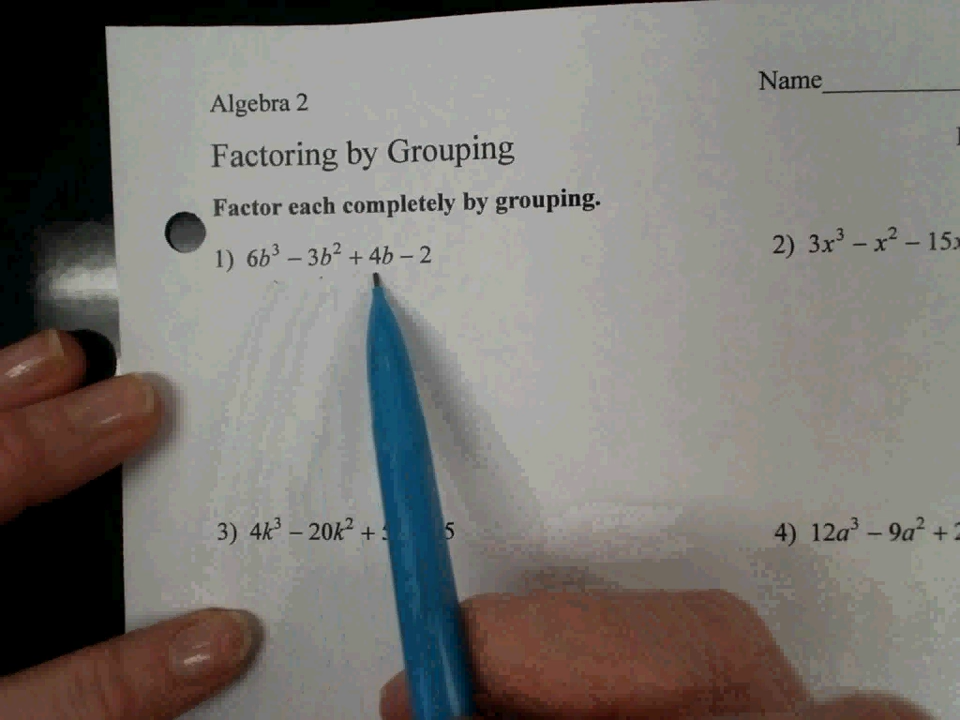 Name
Algebra 2
Factoring by Grouping
Factor each completely by grouping.
1) 6b³ − 3b² + 4b − 2
2) 3x³ − x² − 15x
3) 4k³ − 20k² + 5
4) 12a³ − 9a² +